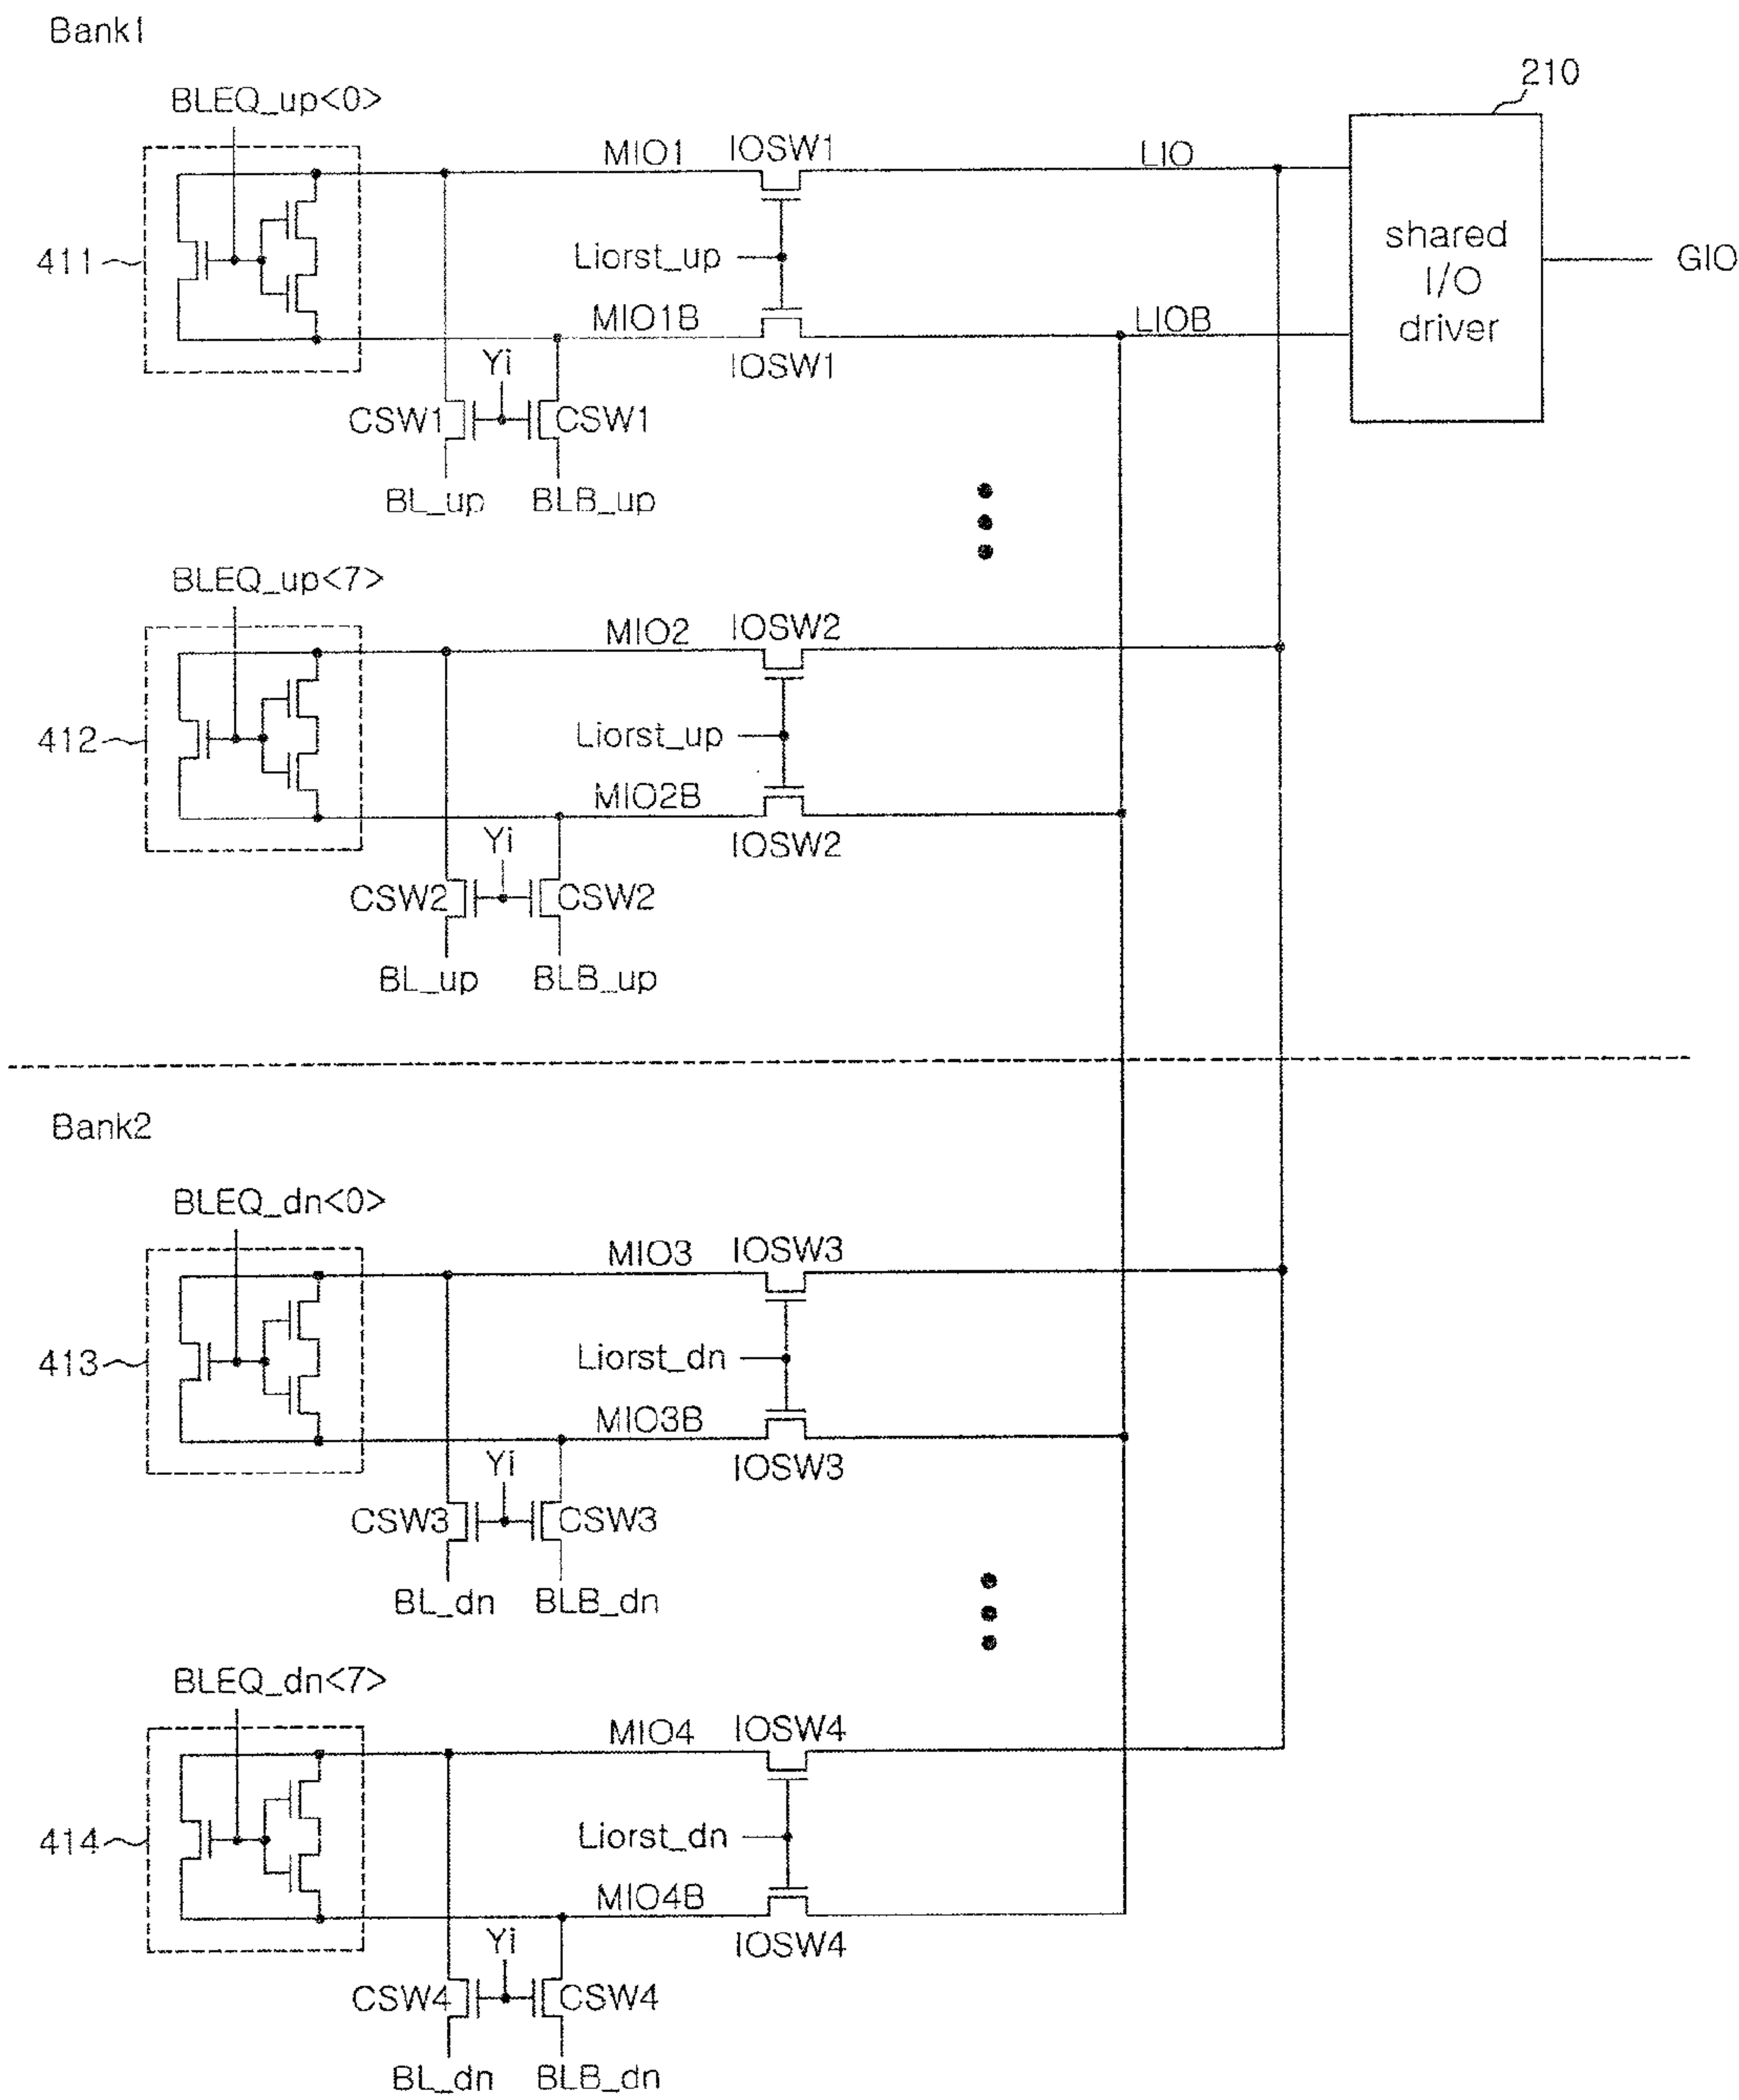 Bank1
210
BLEQ_up<0>
MIO1 IOSW1 LIO
411
Liorst_up
shared
I/O
driver
GIO
MIO1B LIOB
IOSW1
Yi
CSW1 CSW1
BL_up BLB_up
BLEQ_up<7>
MIO2 IOSW2
412
Liorst_up
MIO2B
IOSW2
Yi
CSW2 CSW2
BL_up BLB_up
Bank2
BLEQ_dn<0>
MIO3 IOSW3
413
Liorst_dn
MIO3B
IOSW3
Yi
CSW3 CSW3
BL_dn BLB_dn
BLEQ_dn<7>
MIO4 IOSW4
414
Liorst_dn
MIO4B
IOSW4
Yi
CSW4 CSW4
BL_dn BLB_dn